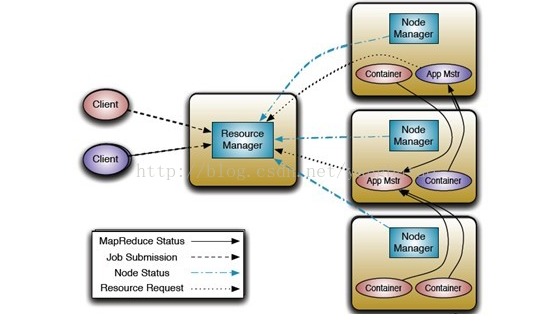 Node
Manager
Container
App Mstr
Client
Resource
Manager
Node
Manager
Client
App Mstr
Container
Node
Manager
MapReduce Status
Job Submission
Node Status
Resource Request
Container
Container
http://blog.csdn.net/